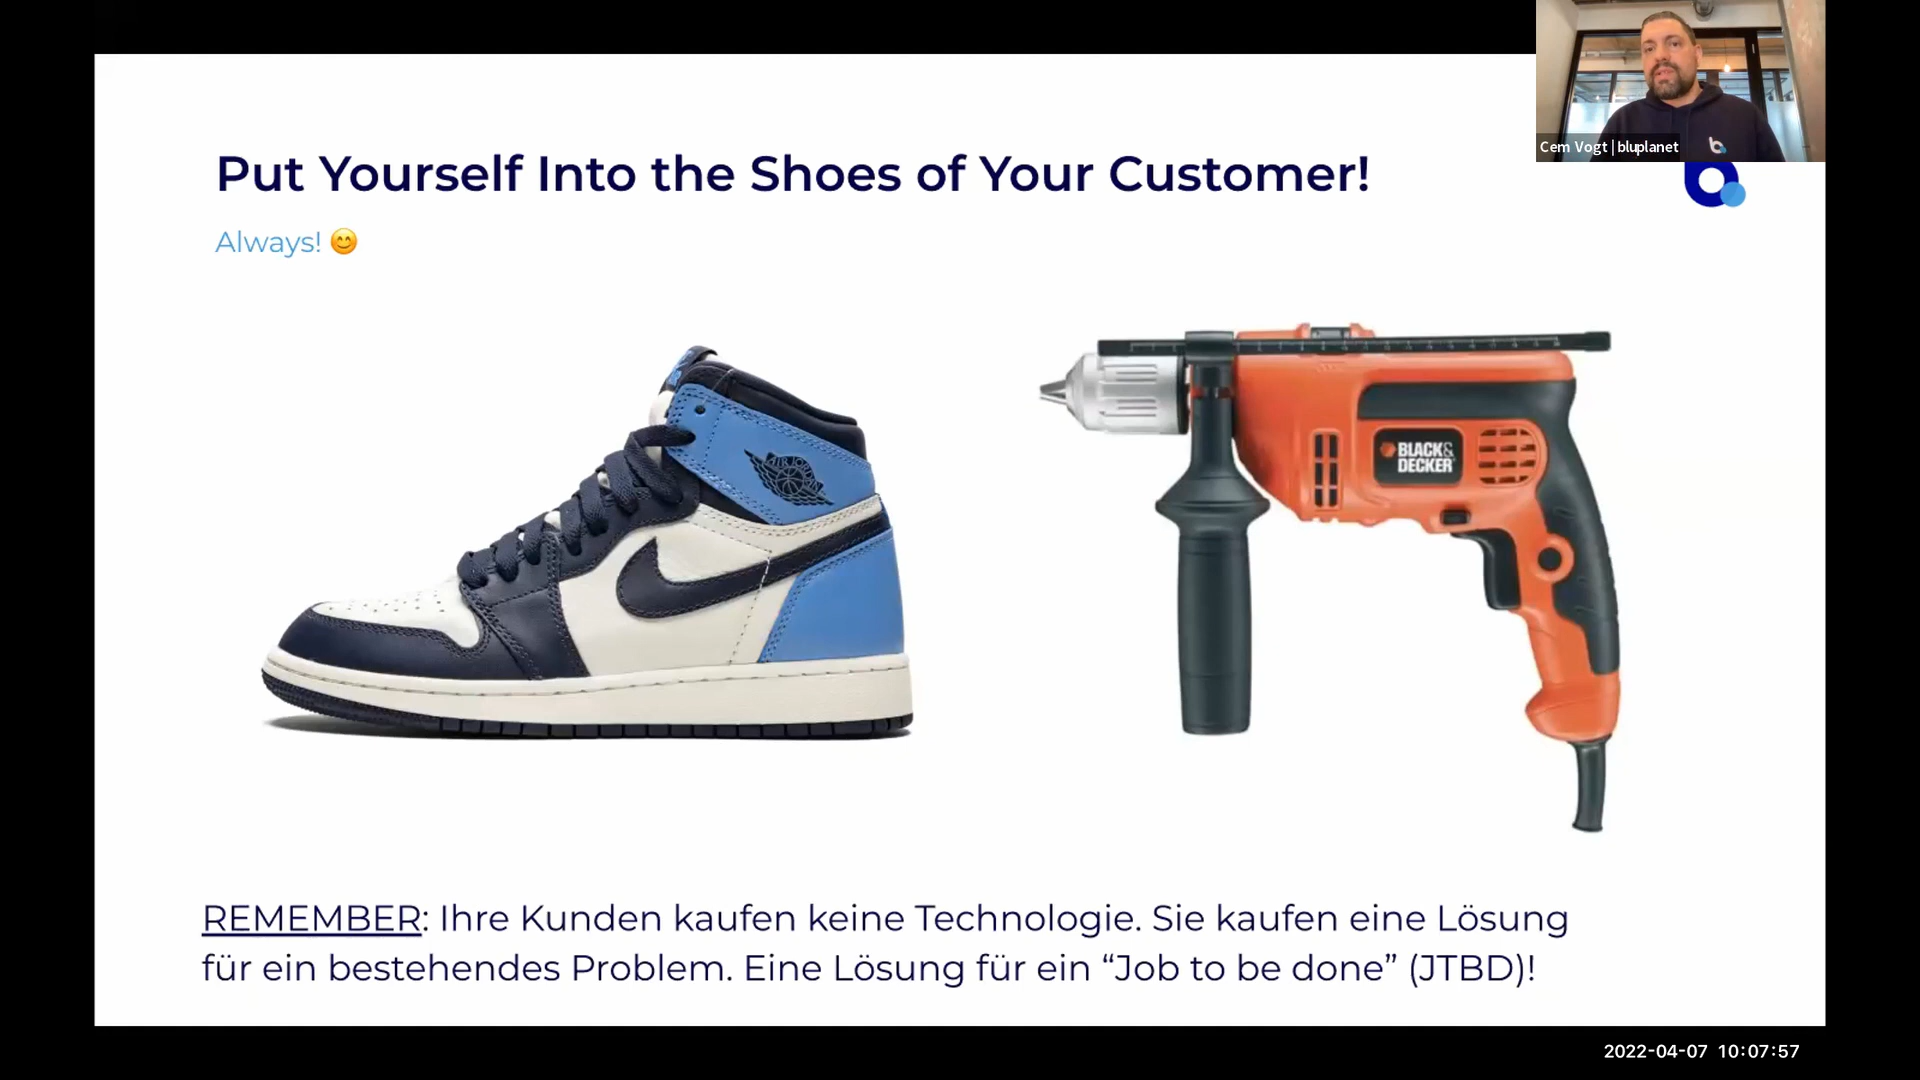 Cem Vogt | bluplanet
Put Yourself Into the Shoes of Your Customer!
Always! 😊
BLACK&
DECKER
REMEMBER: Ihre Kunden kaufen keine Technologie. Sie kaufen eine Lösung
für ein bestehendes Problem. Eine Lösung für ein “Job to be done” (JTBD)!
2022-04-07 10:07:57